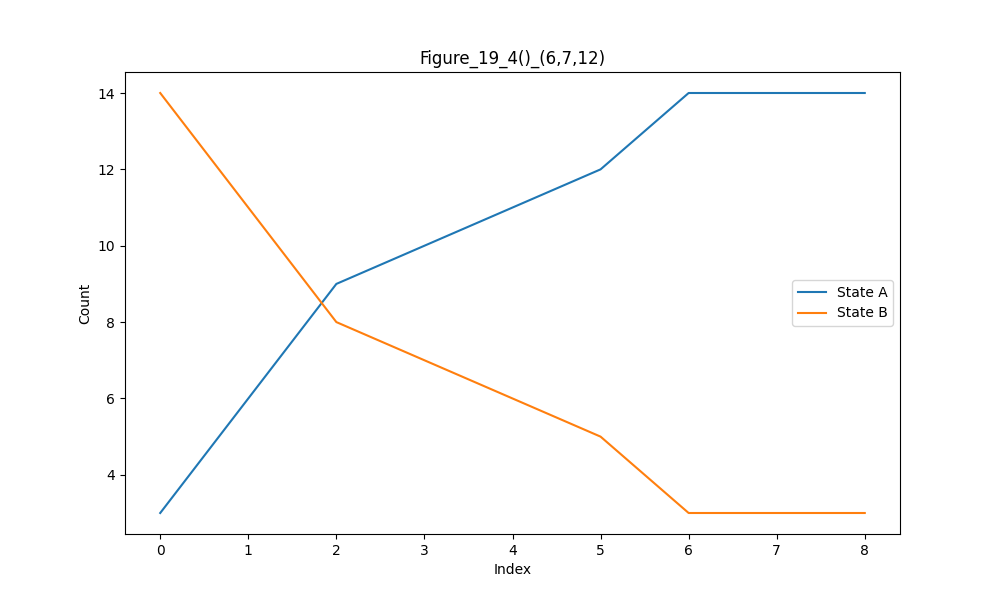 Figure_19_4()_(6,7,12)
14
12
10
8
6
4
Count
State A
State B
0 1 2 3 4 5 6 7 8
Index